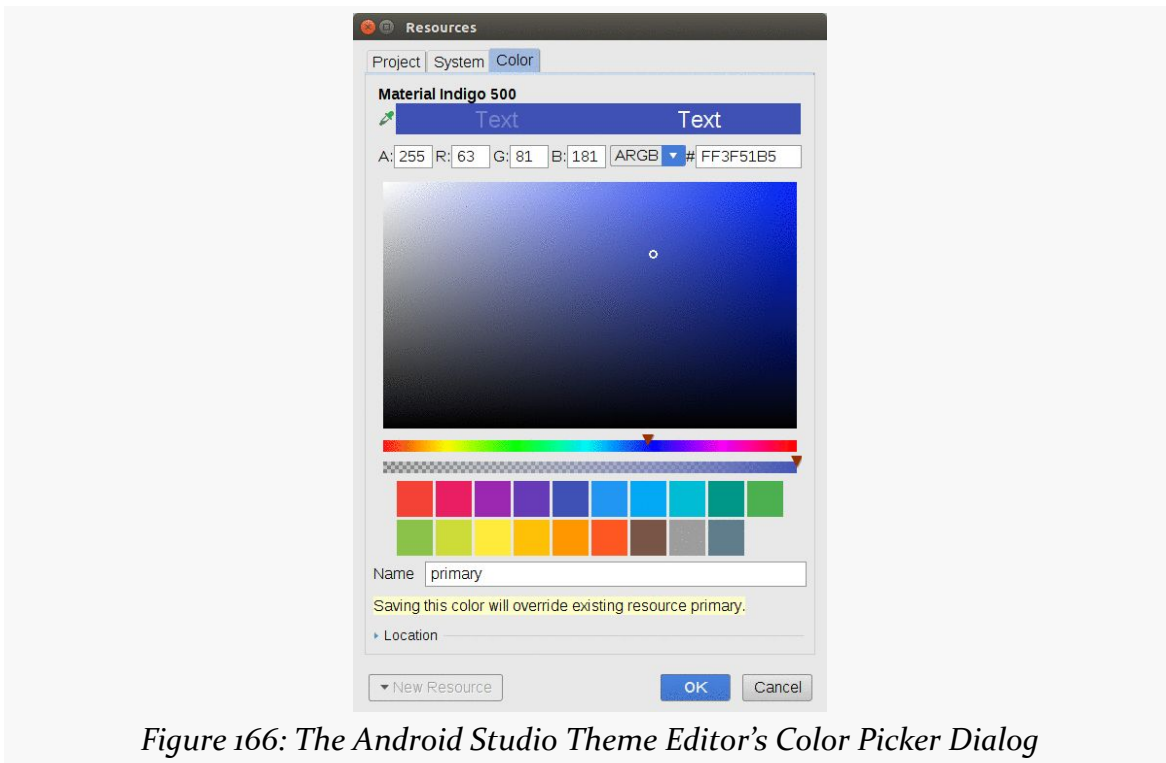 Resources
Project System Color
Material Indigo 500
Text Text
A: 255 R: 63 G: 81 B: 181 ARGB # FF3F51B5
Name primary
Saving this color will override existing resource primary.
Location
New Resource OK Cancel
Figure 166: The Android Studio Theme Editor’s Color Picker Dialog